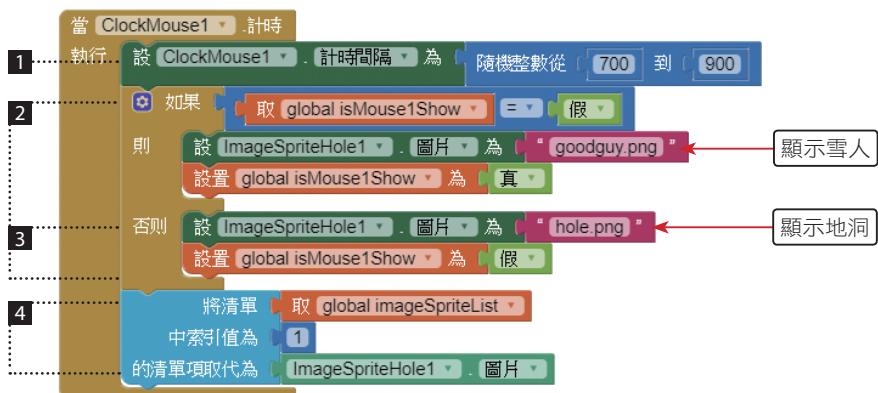 當 ClockMouse1 .計時
執行 設 ClockMouse1 . 計時間隔 為 隨機整數從 700 到 900
1
如果 取 global isMouse1Show = 假
2
則 設 ImageSpriteHole1 . 圖片 為 " goodguy.png " 顯示雪人
設置 global isMouse1Show 為 真
否則 設 ImageSpriteHole1 . 圖片 為 " hole.png " 顯示地洞
3
設置 global isMouse1Show 為 假
將清單 取 global imageSpriteList
4
中索引值為 1
的清單項取代為 ImageSpriteHole1 . 圖片